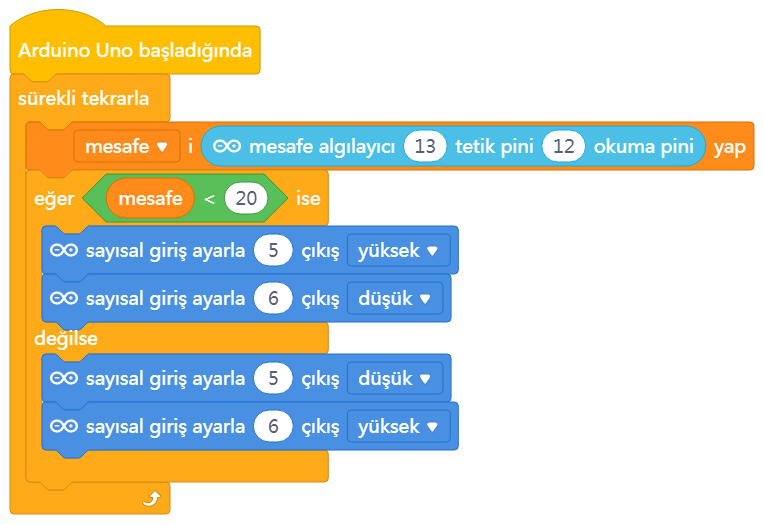 Arduino Uno başladığında
sürekli tekrarla
mesafe i mesafe algılayıcı 13 tetik pini 12 okuma pini yap
eğer mesafe < 20 ise
sayısal giriş ayarla 5 çıkış yüksek
sayısal giriş ayarla 6 çıkış düşük
değilse
sayısal giriş ayarla 5 çıkış düşük
sayısal giriş ayarla 6 çıkış yüksek